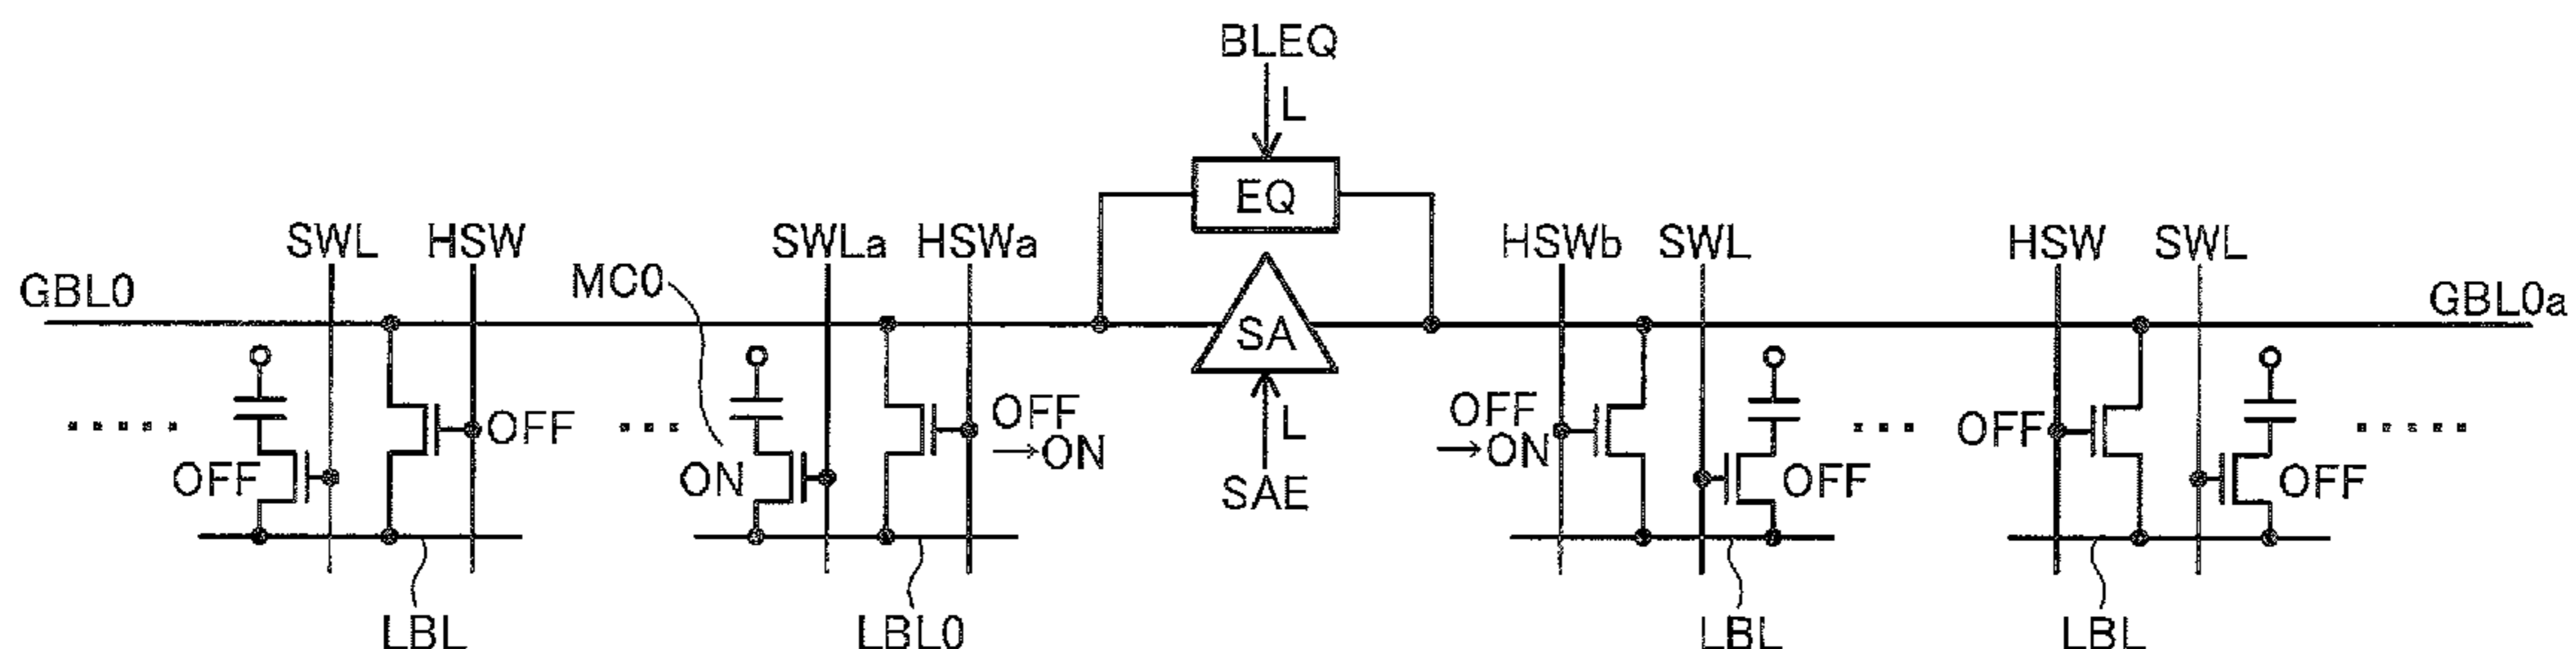 BLEQ
L
EQ
SWL HSW SWLa HSWa HSWb SWL HSW SWL
GBL0 MC0 SA GBL0a
OFF OFF ON OFF →ON L OFF →ON OFF OFF OFF
SAE
LBL LBL0 LBL LBL